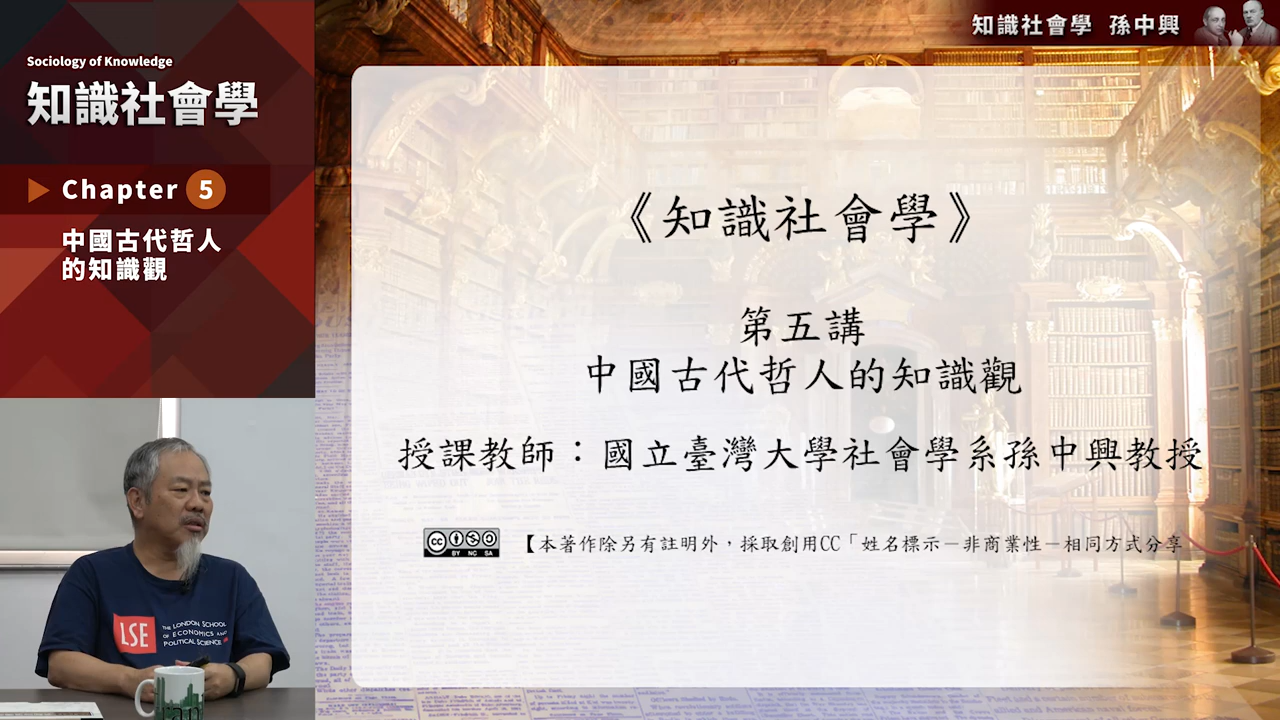 Sociology of Knowledge
知識社會學
Chapter 5
中國古代哲人
的知識觀
知識社會學 孫中興
《知識社會學》
第五講
中國古代哲人的知識觀
授課教師：國立臺灣大學社會學系孫中興教授
CC BY NC SA
【本著作除另有註明外，採取創用CC「姓名標示－非商業性－相同方式分享
LSE
THE LONDON SCHOOL
OF ECONOMICS AND
POLITICAL SCIENCE